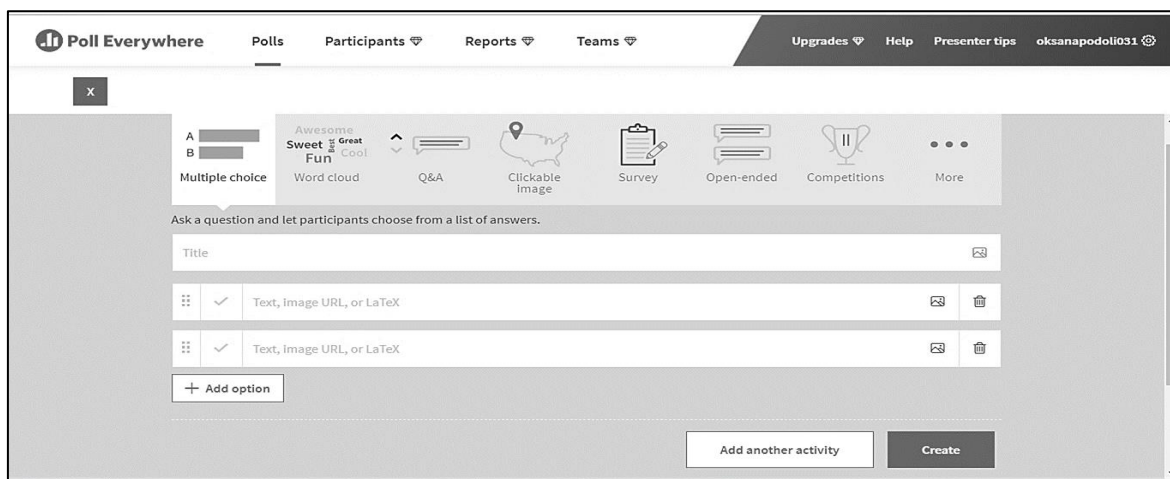 Poll Everywhere Polls Participants Reports Teams Upgrades Help Presenter tips oksanapodoli031
X
A
B
Multiple choice
Awesome
Sweet Best Great
Fun Cool
Word cloud
Q&A
Clickable
Image
Survey
Open-ended
Competitions
More
Ask a question and let participants choose from a list of answers.
Title
Text, image URL, or LaTeX
Text, image URL, or LaTeX
+ Add option
Add another activity Create